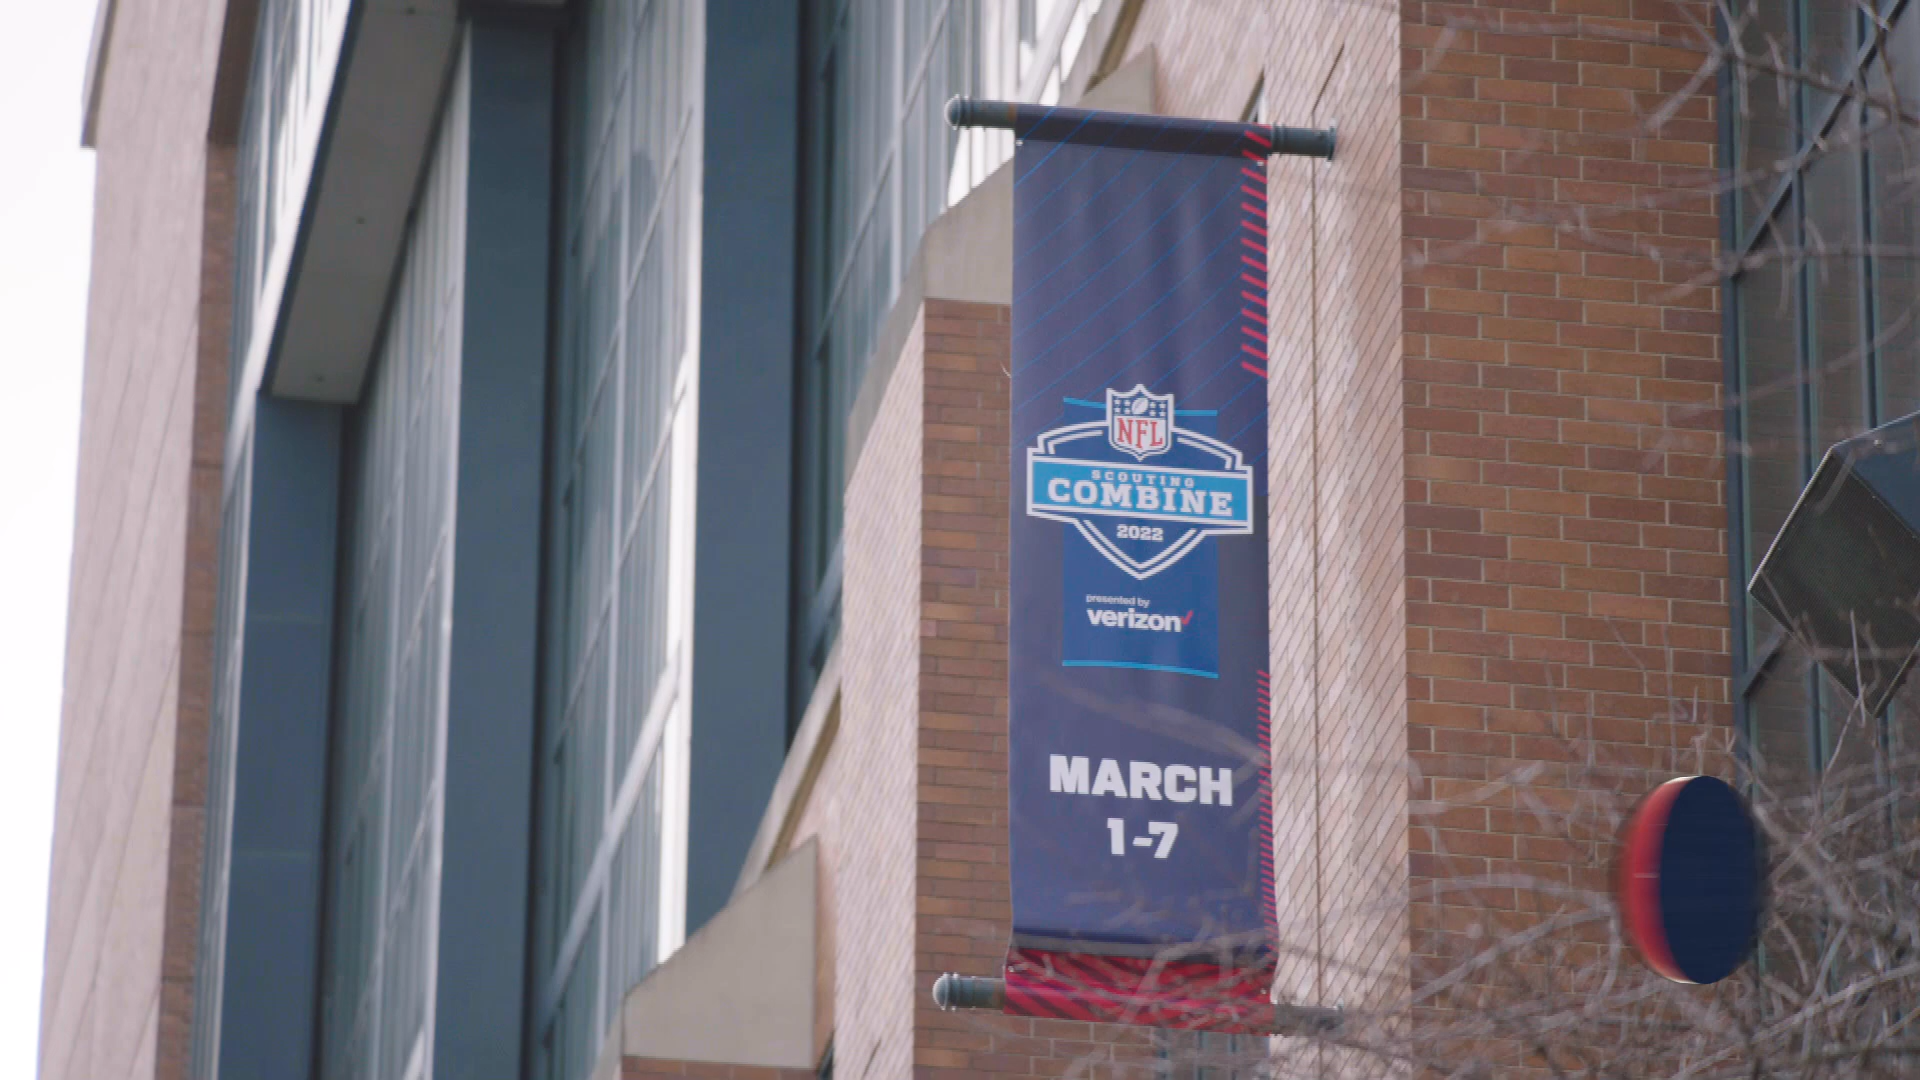 NFL
SCOUTING
COMBINE
2022
presented by
verizon
MARCH
1-7